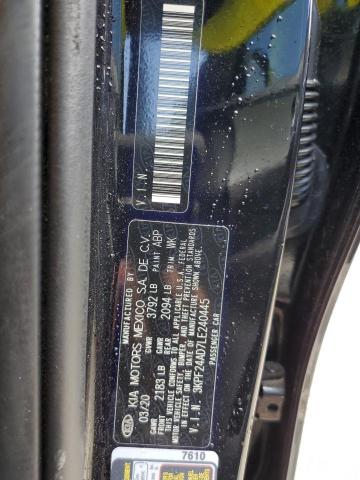 V.I.N
KIA MOTORS MEXICO S.A. DE C.V.
03/20 GVWR 3792 LB PAINT ABP
GAWR FRONT 2183 LB GAWR REAR 2094 LB TRIM WK
THIS VEHICLE CONFORMS TO ALL APPLICABLE U.S.A. FEDERAL
MOTOR VEHICLE SAFETY, BUMPER, AND THEFT PREVENTION STANDARDS
IN EFFECT ON THE DATE OF MANUFACTURE SHOWN ABOVE.
V.I.N 3KPF24AD7LE240445
PASSENGER CAR
KIA
7610